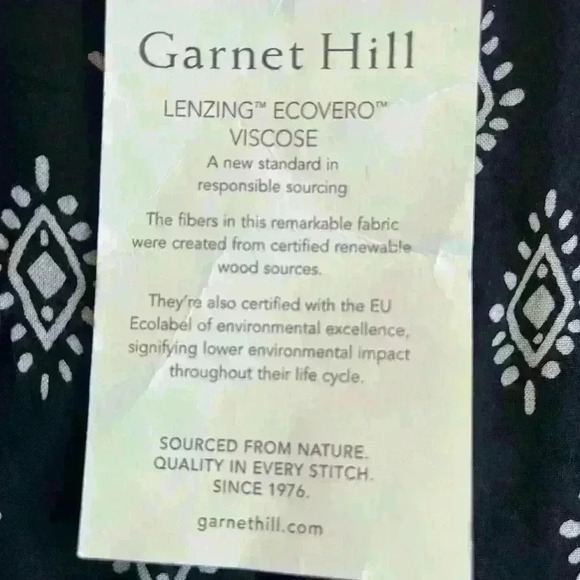 Garnet Hill
LENZING™ ECOVERO™
VISCOSE
A new standard in
responsible sourcing
The fibers in this remarkable fabric
were created from certified renewable
wood sources.
They're also certified with the EU
Ecolabel of environmental excellence,
signifying lower environmental impact
throughout their life cycle.
SOURCED FROM NATURE.
QUALITY IN EVERY STITCH.
SINCE 1976.
garnethill.com